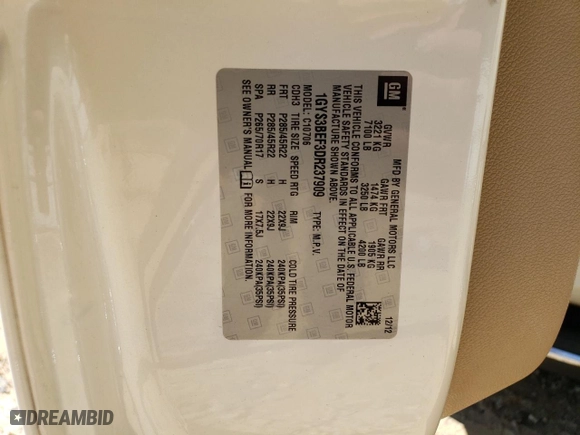 GM
MFD BY GENERAL MOTORS LLC
12/12
GVWR GAWR FRT GAWR RR
3221 KG 1474 KG 1905 KG
7100 LB 3250 LB 4200 LB
THIS VEHICLE CONFORMS TO ALL APPLICABLE U.S. FEDERAL MOTOR
VEHICLE SAFETY STANDARDS IN EFFECT ON THE DATE OF
MANUFACTURE SHOWN ABOVE.
1GYS3BEF3DR237909 TYPE: M.P.V.
MODEL: C10706
CDH3 TIRE SIZE SPEED RTG RIM COLD TIRE PRESSURE
FRT P285/45R22 H 22X9J 240KPA(35PSI)
RR P285/45R22 H 22X9J 240KPA(35PSI)
SPA P265/70R17 S 17X7.5J 240KPA(35PSI)
SEE OWNER'S MANUAL FOR MORE INFORMATION.
DREAMBID